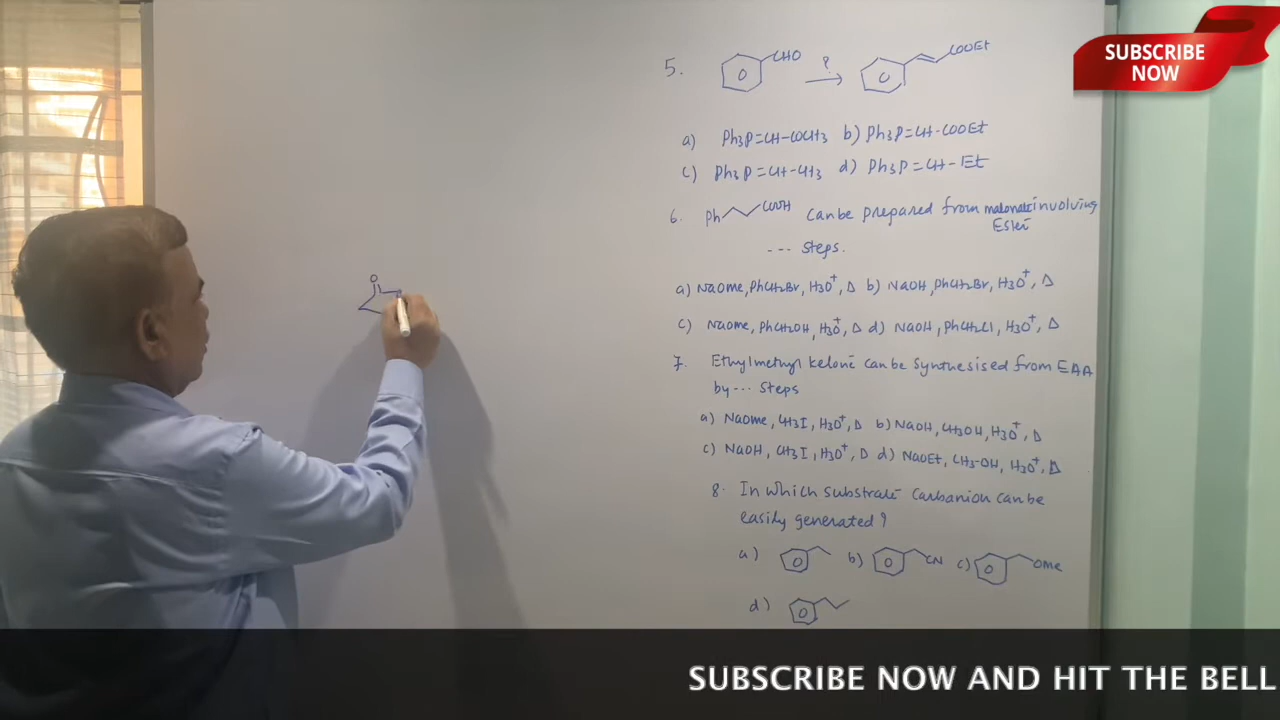 SUBSCRIBE
NOW
5. CHO ? COOEt
a) Ph3P=CH-COCH3 b) Ph3P=CH-COOEt
c) Ph3P=CH-CH3 d) Ph3P=CH-Et
6. Ph COOH Can be prepared from malonate involving
Ester
--- Steps.
a) NaOMe, PhCH2Br, H3O+, Δ b) NaOH, PhCH2Br, H3O+, Δ
c) NaOMe, PhCH2OH, H3O+, Δ d) NaOH, PhCH2Cl, H3O+, Δ
7. Ethylmethyl ketone can be synthesised from EAA
by --- Steps
a) NaOMe, CH3I, H3O+, Δ b) NaOH, CH3OH, H3O+, Δ
c) NaOH, CH3I, H3O+, Δ d) NaOEt, CH3-OH, H3O+, Δ
8. In which substrate Carbanion can be
easily generated?
a) b) CN c) OMe
d)
O
SUBSCRIBE NOW AND HIT THE BELL